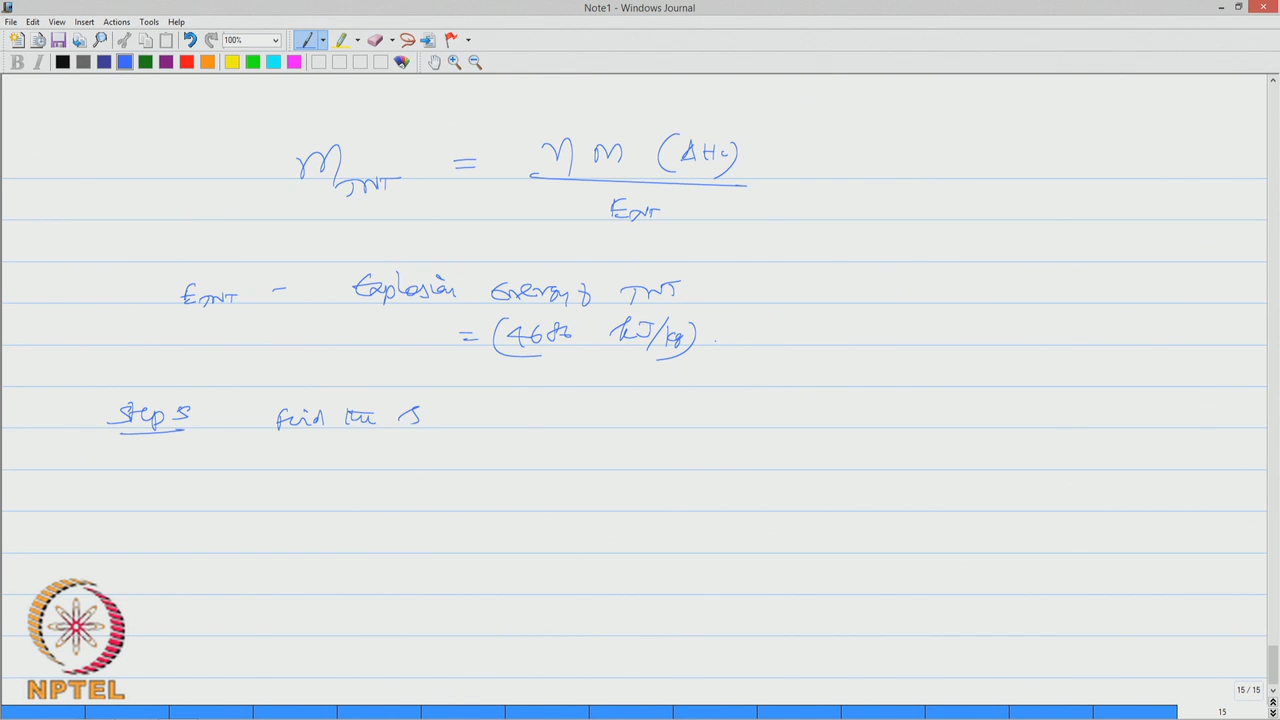 Note1 - Windows Journal
File Edit View Insert Actions Tools Help
100%
B I
m_TNT = η m (ΔHc) / E_TNT
E_TNT - Explosion energy of TNT
= (4686 kJ/kg).
Step 5 find the s
NPTEL
15 / 15
15